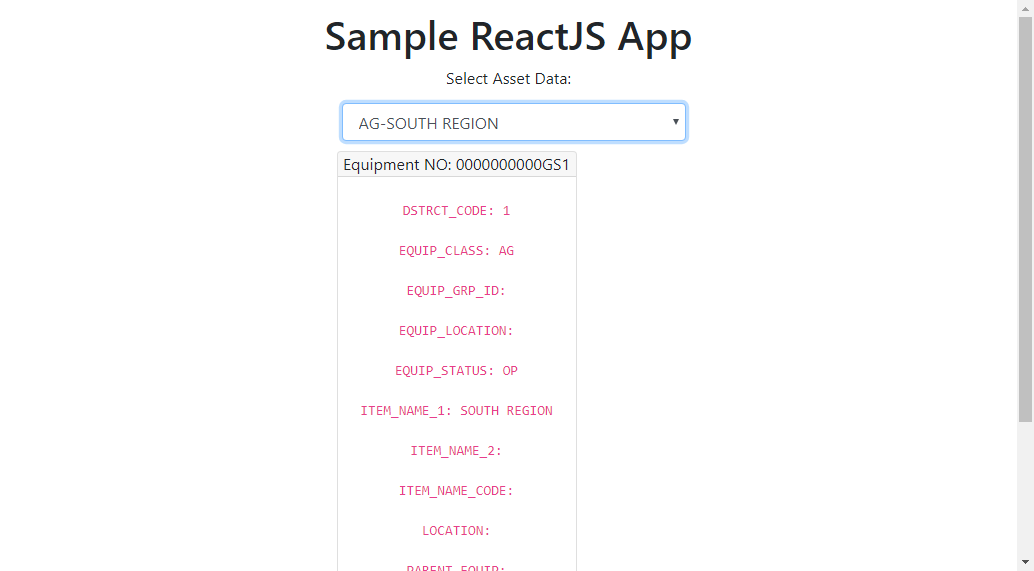 Sample ReactJS App
Select Asset Data:
AG-SOUTH REGION
Equipment NO: 0000000000GS1
DSTRCT_CODE: 1
EQUIP_CLASS: AG
EQUIP_GRP_ID:
EQUIP_LOCATION:
EQUIP_STATUS: OP
ITEM_NAME_1: SOUTH REGION
ITEM_NAME_2:
ITEM_NAME_CODE:
LOCATION:
PARENT_EQUIP: